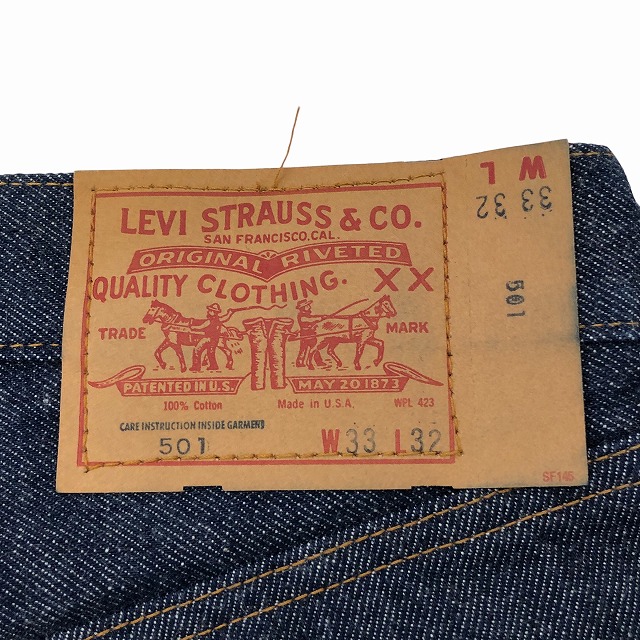 LEVI STRAUSS & CO.
SAN FRANCISCO, CAL.
ORIGINAL RIVETED
QUALITY CLOTHING. XX
TRADE MARK
PATENTED IN U.S. MAY 20 1873
100% Cotton Made in U.S.A. WPL 423
CARE INSTRUCTION INSIDE GARMENT
501 W33 L32
W L
33 32
501
SF146